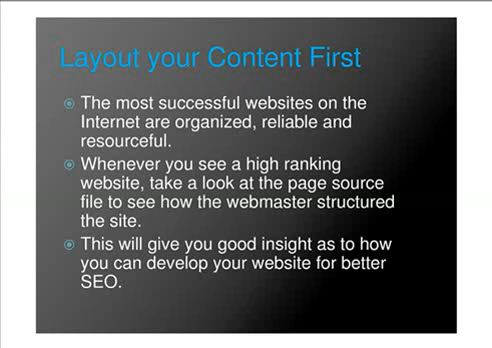 Layout your Content First
The most successful websites on the
Internet are organized, reliable and
resourceful.
Whenever you see a high ranking
website, take a look at the page source
file to see how the webmaster structured
the site.
This will give you good insight as to how
you can develop your website for better
SEO.